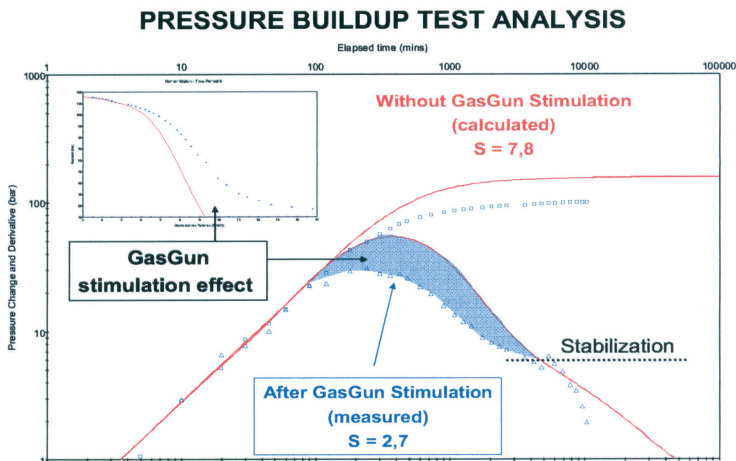 PRESSURE BUILDUP TEST ANALYSIS
Elapsed time (mins)
1 10 100 1000 10000 100000
1000
100
10
1
Pressure Change and Derivative (bar)
Without GasGun Stimulation
(calculated)
S = 7,8
GasGun
stimulation effect
Stabilization
After GasGun Stimulation
(measured)
S = 2,7